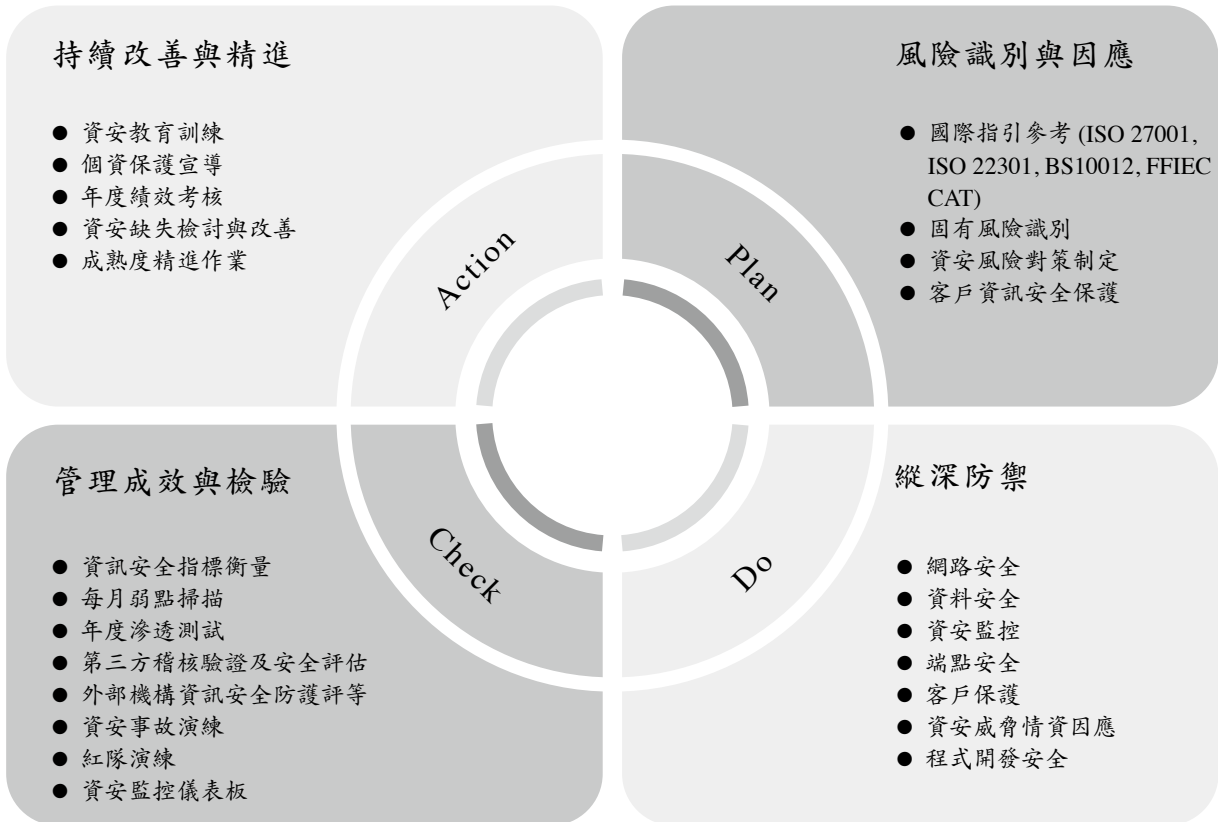 持續改善與精進
● 資安教育訓練
● 個資保護宣導
● 年度績效考核
● 資安缺失檢討與改善
● 成熟度精進作業
Action
風險識別與因應
● 國際指引參考 (ISO 27001,
ISO 22301, BS10012, FFIEC
CAT)
● 固有風險識別
● 資安風險對策制定
● 客戶資訊安全保護
Plan
管理成效與檢驗
● 資訊安全指標衡量
● 每月弱點掃描
● 年度滲透測試
● 第三方稽核驗證及安全評估
● 外部機構資訊安全防護評等
● 資安事故演練
● 紅隊演練
● 資安監控儀表板
Check
縱深防禦
● 網路安全
● 資料安全
● 資安監控
● 端點安全
● 客戶保護
● 資安威脅情資因應
● 程式開發安全
Do